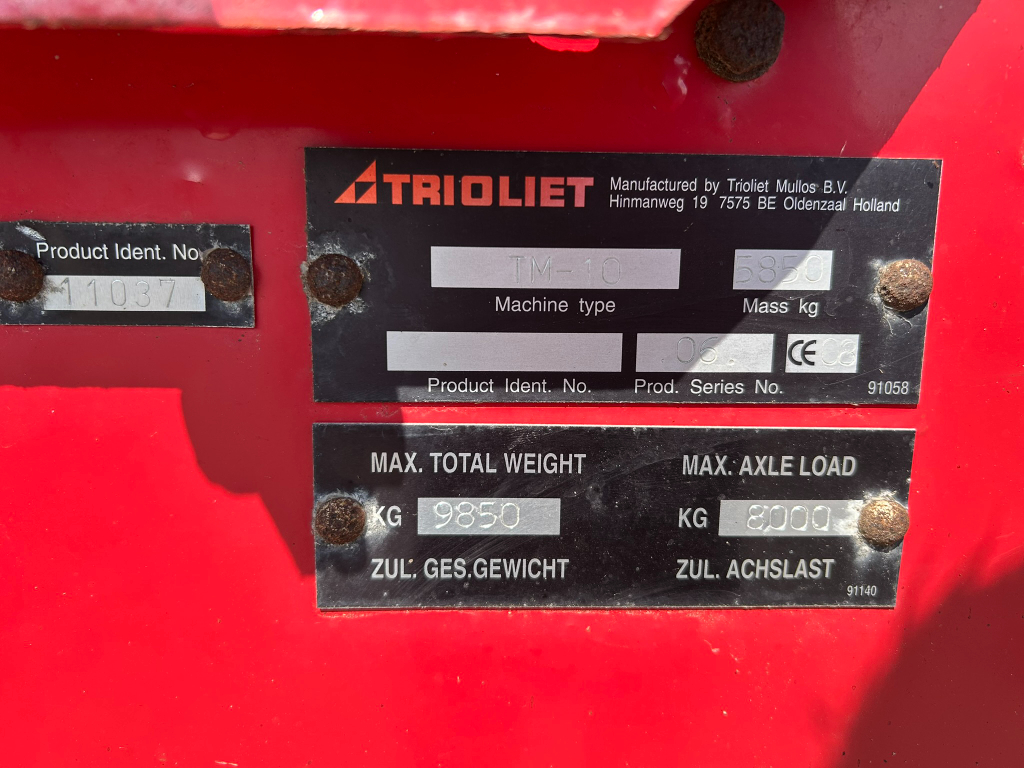 Product Ident. No.
11037
TRIOLIET
Manufactured by Trioliet Mullos B.V.
Hinmanweg 19 7575 BE Oldenzaal Holland
TM-10 5850
Machine type Mass kg
06. CE
Product Ident. No. Prod. Series No. 91058
MAX. TOTAL WEIGHT MAX. AXLE LOAD
KG 9850 KG 8000
ZUL. GES.GEWICHT ZUL. ACHSLAST
91140